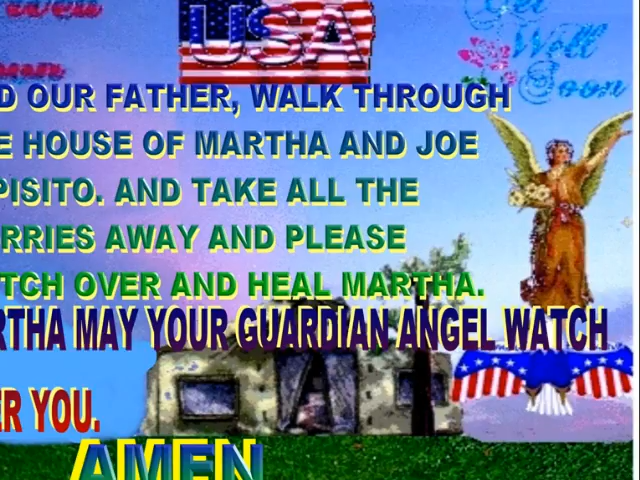 USA
Get
Well
Soon
D OUR FATHER, WALK THROUGH
E HOUSE OF MARTHA AND JOE
PISITO. AND TAKE ALL THE
RRIES AWAY AND PLEASE
TCH OVER AND HEAL MARTHA.
RTHA MAY YOUR GUARDIAN ANGEL WATCH
ER YOU.
AMEN